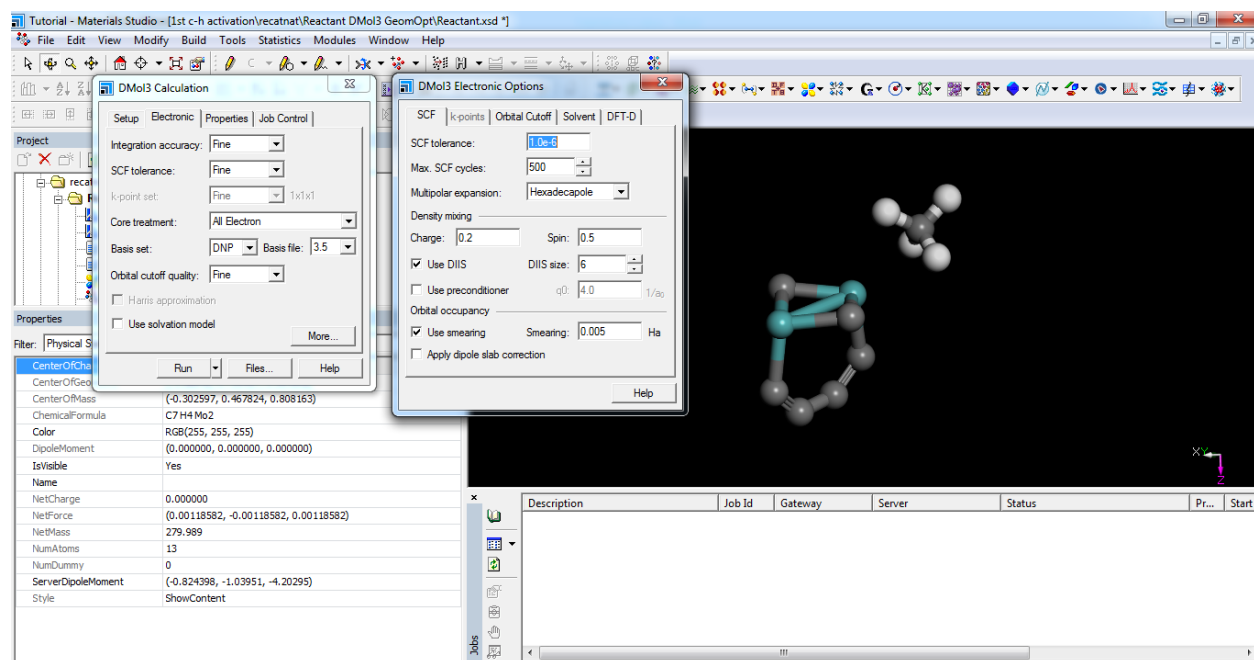 Tutorial - Materials Studio - [1st c-h activation\recatnat\Reactant DMol3 GeomOpt\Reactant.xsd *]
File Edit View Modify Build Tools Statistics Modules Window Help
DMol3 Calculation
Setup Electronic Properties Job Control
Integration accuracy: Fine
SCF tolerance: Fine
k-point set: Fine 1x1x1
Core treatment: All Electron
Basis set: DNP Basis file: 3.5
Orbital cutoff quality: Fine
Harris approximation
Use solvation model
More...
Run Files... Help
DMol3 Electronic Options
SCF k-points Orbital Cutoff Solvent DFT-D
SCF tolerance: 1.0e-6
Max. SCF cycles: 500
Multipolar expansion: Hexadecapole
Density mixing
Charge: 0.2 Spin: 0.5
Use DIIS DIIS size: 6
Use preconditioner q0: 4.0 1/a0
Orbital occupancy
Use smearing Smearing: 0.005 Ha
Apply dipole slab correction
Help
Project
recat
Properties
Filter: Physical S
CenterOfCha
CenterOfGeo
CenterOfMass (-0.302597, 0.467824, 0.808163)
ChemicalFormula C7 H4 Mo2
Color RGB(255, 255, 255)
DipoleMoment (0.000000, 0.000000, 0.000000)
IsVisible Yes
Name
NetCharge 0.000000
NetForce (0.00118582, -0.00118582, 0.00118582)
NetMass 279.989
NumAtoms 13
NumDummy 0
ServerDipoleMoment (-0.824398, -1.03951, -4.20295)
Style ShowContent
XY
Z
Description Job Id Gateway Server Status Pr... Start
Jobs